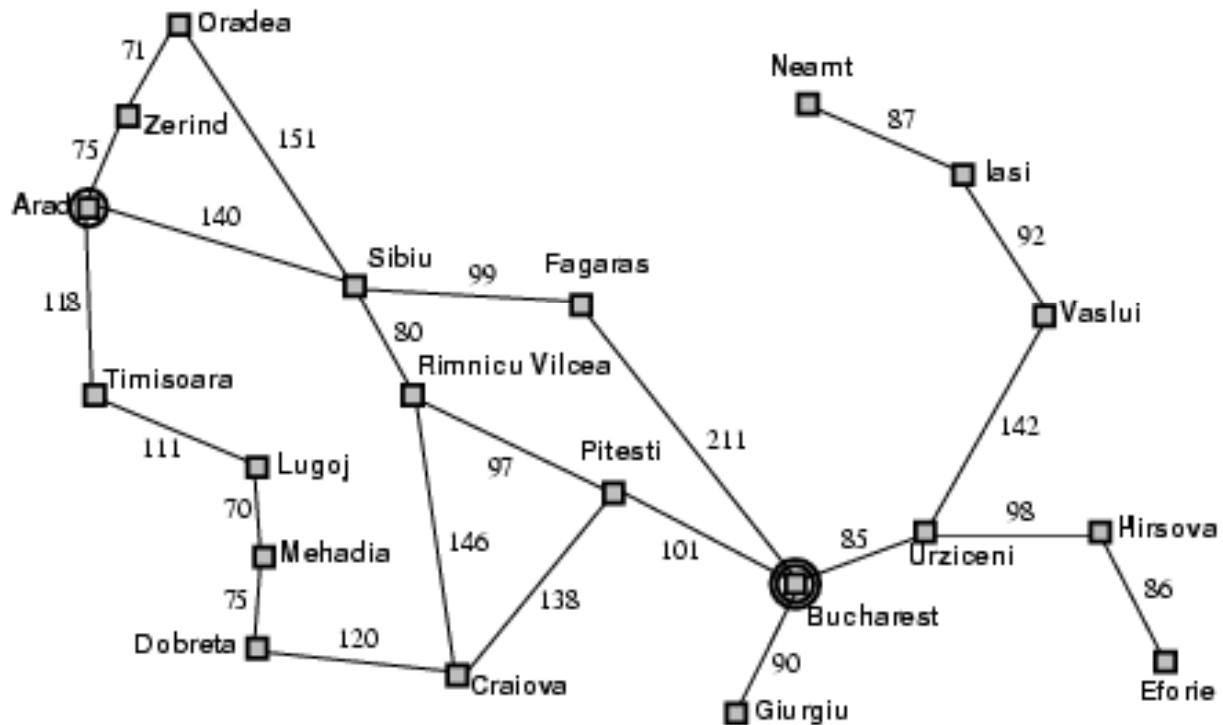 Oradea
71
Neamt
Zerind
87
75
151
Iasi
Arad
140
92
Sibiu
99
Fagaras
118
80
Vaslui
Timisoara
Rimnicu Vilcea
111
211
142
Lugoj
97
Pitesti
70
98
Hirsova
146
85
Mehadia
101
Urziceni
75
138
86
Bucharest
Dobreta
120
90
Craiova
Eforie
Giurgiu